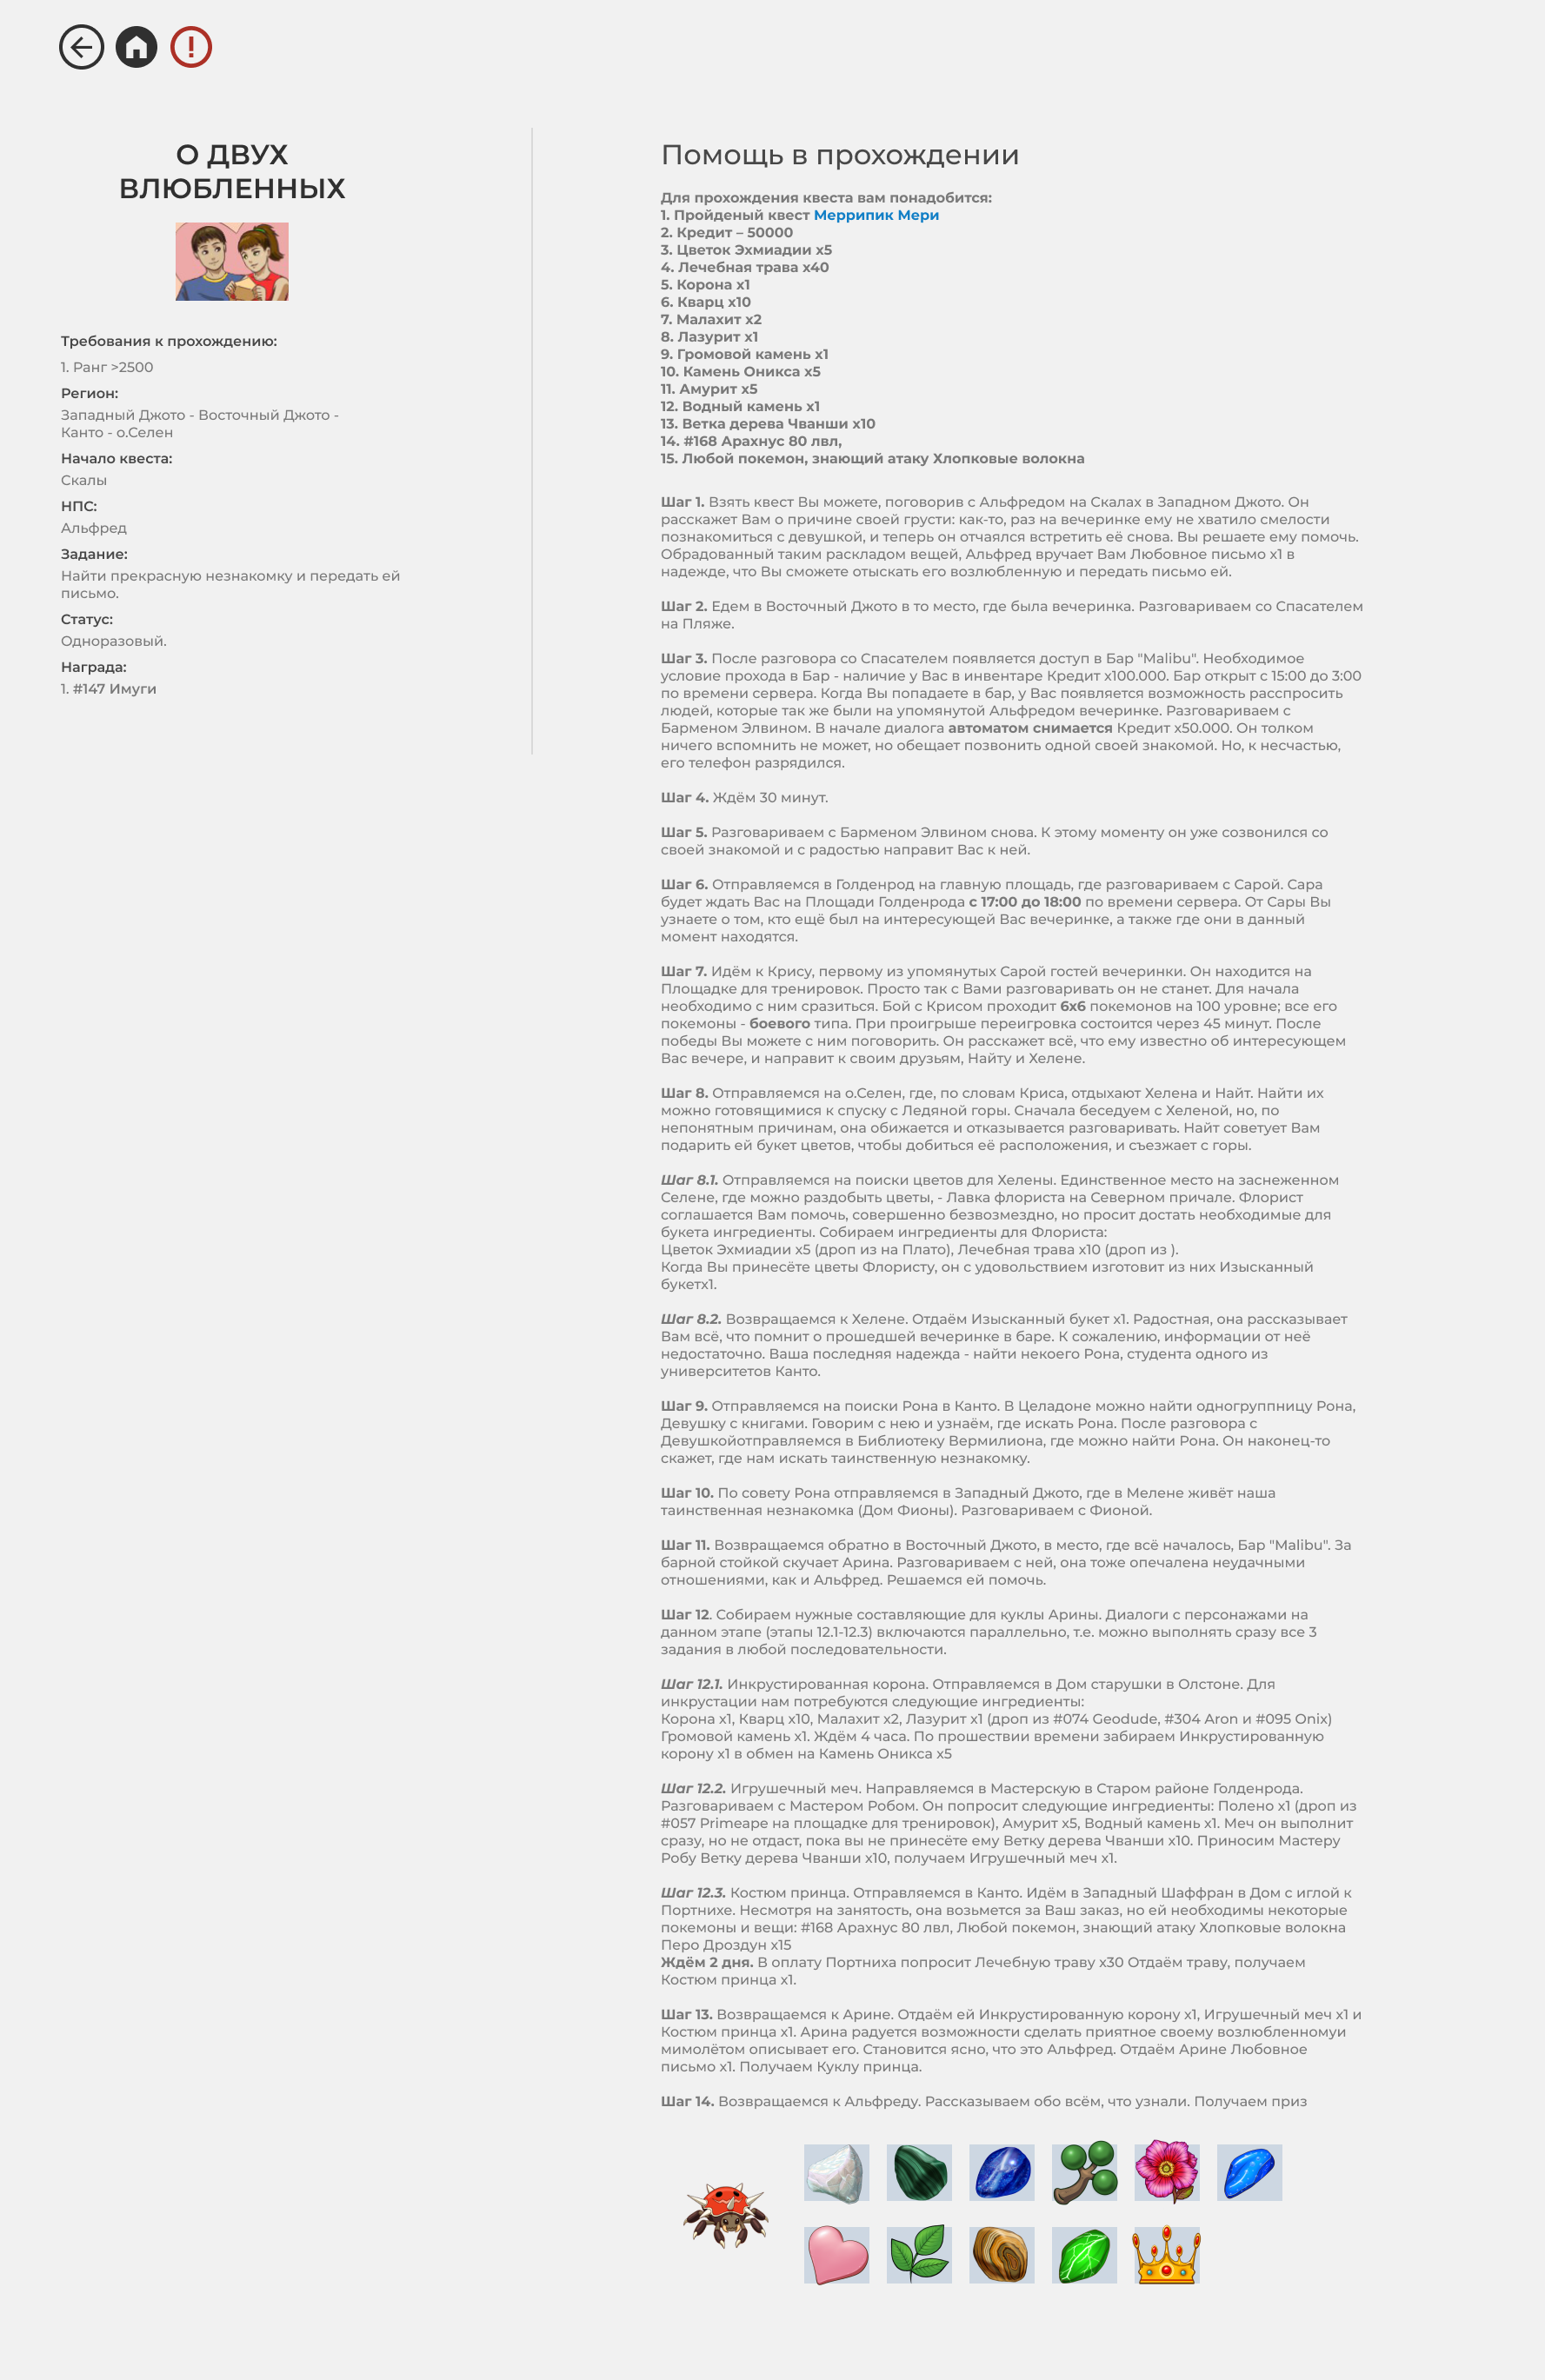 О ДВУХ
ВЛЮБЛЕННЫХ
Требования к прохождению:
1. Ранг >2500
Регион:
Западный Джото - Восточный Джото -
Канто - о.Селен
Начало квеста:
Скалы
НПС:
Альфред
Задание:
Найти прекрасную незнакомку и передать ей
письмо.
Статус:
Одноразовый.
Награда:
1. #147 Имуги
Помощь в прохождении
Для прохождения квеста вам понадобится:
1. Пройденый квест Меррипик Мери
2. Кредит – 50000
3. Цветок Эхмиадии х5
4. Лечебная трава х40
5. Корона х1
6. Кварц х10
7. Малахит х2
8. Лазурит х1
9. Громовой камень х1
10. Камень Оникса х5
11. Амурит х5
12. Водный камень х1
13. Ветка дерева Чванши х10
14. #168 Арахнус 80 лвл,
15. Любой покемон, знающий атаку Хлопковые волокна
Шаг 1. Взять квест Вы можете, поговорив с Альфредом на Скалах в Западном Джото. Он
расскажет Вам о причине своей грусти: как-то, раз на вечеринке ему не хватило смелости
познакомиться с девушкой, и теперь он отчаялся встретить её снова. Вы решаете ему помочь.
Обрадованный таким раскладом вещей, Альфред вручает Вам Любовное письмо х1 в
надежде, что Вы сможете отыскать его возлюбленную и передать письмо ей.
Шаг 2. Едем в Восточный Джото в то место, где была вечеринка. Разговариваем со Спасателем
на Пляже.
Шаг 3. После разговора со Спасателем появляется доступ в Бар "Malibu". Необходимое
условие прохода в Бар - наличие у Вас в инвентаре Кредит х100.000. Бар открыт с 15:00 до 3:00
по времени сервера. Когда Вы попадаете в бар, у Вас появляется возможность расспросить
людей, которые так же были на упомянутой Альфредом вечеринке. Разговариваем с
Барменом Элвином. В начале диалога автоматом снимается Кредит х50.000. Он толком
ничего вспомнить не может, но обещает позвонить одной своей знакомой. Но, к несчастью,
его телефон разрядился.
Шаг 4. Ждём 30 минут.
Шаг 5. Разговариваем с Барменом Элвином снова. К этому моменту он уже созвонился со
своей знакомой и с радостью направит Вас к ней.
Шаг 6. Отправляемся в Голденрод на главную площадь, где разговариваем с Сарой. Сара
будет ждать Вас на Площади Голденрода с 17:00 до 18:00 по времени сервера. От Сары Вы
узнаете о том, кто ещё был на интересующей Вас вечеринке, а также где они в данный
момент находятся.
Шаг 7. Идём к Крису, первому из упомянутых Сарой гостей вечеринки. Он находится на
Площадке для тренировок. Просто так с Вами разговаривать он не станет. Для начала
необходимо с ним сразиться. Бой с Крисом проходит 6х6 покемонов на 100 уровне; все его
покемоны - боевого типа. При проигрыше переигровка состоится через 45 минут. После
победы Вы можете с ним поговорить. Он расскажет всё, что ему известно об интересующем
Вас вечере, и направит к своим друзьям, Найту и Хелене.
Шаг 8. Отправляемся на о.Селен, где, по словам Криса, отдыхают Хелена и Найт. Найти их
можно готовящимися к спуску с Ледяной горы. Сначала беседуем с Хеленой, но, по
непонятным причинам, она обижается и отказывается разговаривать. Найт советует Вам
подарить ей букет цветов, чтобы добиться её расположения, и съезжает с горы.
Шаг 8.1. Отправляемся на поиски цветов для Хелены. Единственное место на заснеженном
Селене, где можно раздобыть цветы, - Лавка флориста на Северном причале. Флорист
соглашается Вам помочь, совершенно безвозмездно, но просит достать необходимые для
букета ингредиенты. Собираем ингредиенты для Флориста:
Цветок Эхмиадии х5 (дроп из на Плато), Лечебная трава х10 (дроп из ).
Когда Вы принесёте цветы Флористу, он с удовольствием изготовит из них Изысканный
букетх1.
Шаг 8.2. Возвращаемся к Хелене. Отдаём Изысканный букет х1. Радостная, она рассказывает
Вам всё, что помнит о прошедшей вечеринке в баре. К сожалению, информации от неё
недостаточно. Ваша последняя надежда - найти некоего Рона, студента одного из
университетов Канто.
Шаг 9. Отправляемся на поиски Рона в Канто. В Целадоне можно найти одногруппницу Рона,
Девушку с книгами. Говорим с нею и узнаём, где искать Рона. После разговора с
Девушкойотправляемся в Библиотеку Вермилиона, где можно найти Рона. Он наконец-то
скажет, где нам искать таинственную незнакомку.
Шаг 10. По совету Рона отправляемся в Западный Джото, где в Мелене живёт наша
таинственная незнакомка (Дом Фионы). Разговариваем с Фионой.
Шаг 11. Возвращаемся обратно в Восточный Джото, в место, где всё началось, Бар "Malibu". За
барной стойкой скучает Арина. Разговариваем с ней, она тоже опечалена неудачными
отношениями, как и Альфред. Решаемся ей помочь.
Шаг 12. Собираем нужные составляющие для куклы Арины. Диалоги с персонажами на
данном этапе (этапы 12.1-12.3) включаются параллельно, т.е. можно выполнять сразу все 3
задания в любой последовательности.
Шаг 12.1. Инкрустированная корона. Отправляемся в Дом старушки в Олстоне. Для
инкрустации нам потребуются следующие ингредиенты:
Корона х1, Кварц х10, Малахит х2, Лазурит х1 (дроп из #074 Geodude, #304 Aron и #095 Onix)
Громовой камень х1. Ждём 4 часа. По прошествии времени забираем Инкрустированную
корону х1 в обмен на Камень Оникса х5
Шаг 12.2. Игрушечный меч. Направляемся в Мастерскую в Старом районе Голденрода.
Разговариваем с Мастером Робом. Он попросит следующие ингредиенты: Полено х1 (дроп из
#057 Primeape на площадке для тренировок), Амурит х5, Водный камень х1. Меч он выполнит
сразу, но не отдаст, пока вы не принесёте ему Ветку дерева Чванши х10. Приносим Мастеру
Робу Ветку дерева Чванши х10, получаем Игрушечный меч х1.
Шаг 12.3. Костюм принца. Отправляемся в Канто. Идём в Западный Шаффран в Дом с иглой к
Портнихе. Несмотря на занятость, она возьмется за Ваш заказ, но ей необходимы некоторые
покемоны и вещи: #168 Арахнус 80 лвл, Любой покемон, знающий атаку Хлопковые волокна
Перо Дроздун х15
Ждём 2 дня. В оплату Портниха попросит Лечебную траву х30 Отдаём траву, получаем
Костюм принца х1.
Шаг 13. Возвращаемся к Арине. Отдаём ей Инкрустированную корону х1, Игрушечный меч х1 и
Костюм принца х1. Арина радуется возможности сделать приятное своему возлюбленномуи
мимолётом описывает его. Становится ясно, что это Альфред. Отдаём Арине Любовное
письмо х1. Получаем Куклу принца.
Шаг 14. Возвращаемся к Альфреду. Рассказываем обо всём, что узнали. Получаем приз